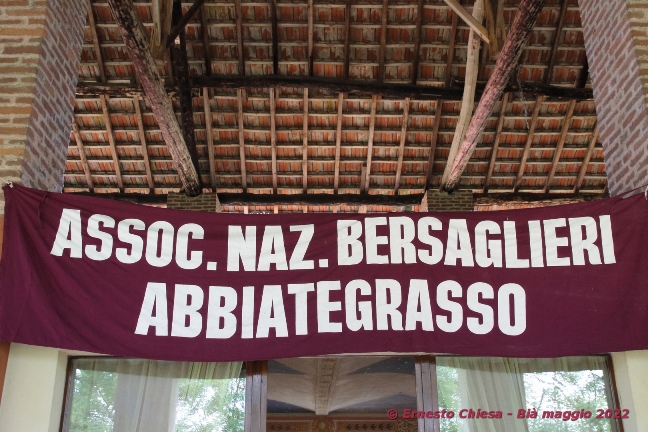 ASSOC. NAZ. BERSAGLIERI
ABBIATEGRASSO
© Ernesto Chiesa - Bià maggio 2022